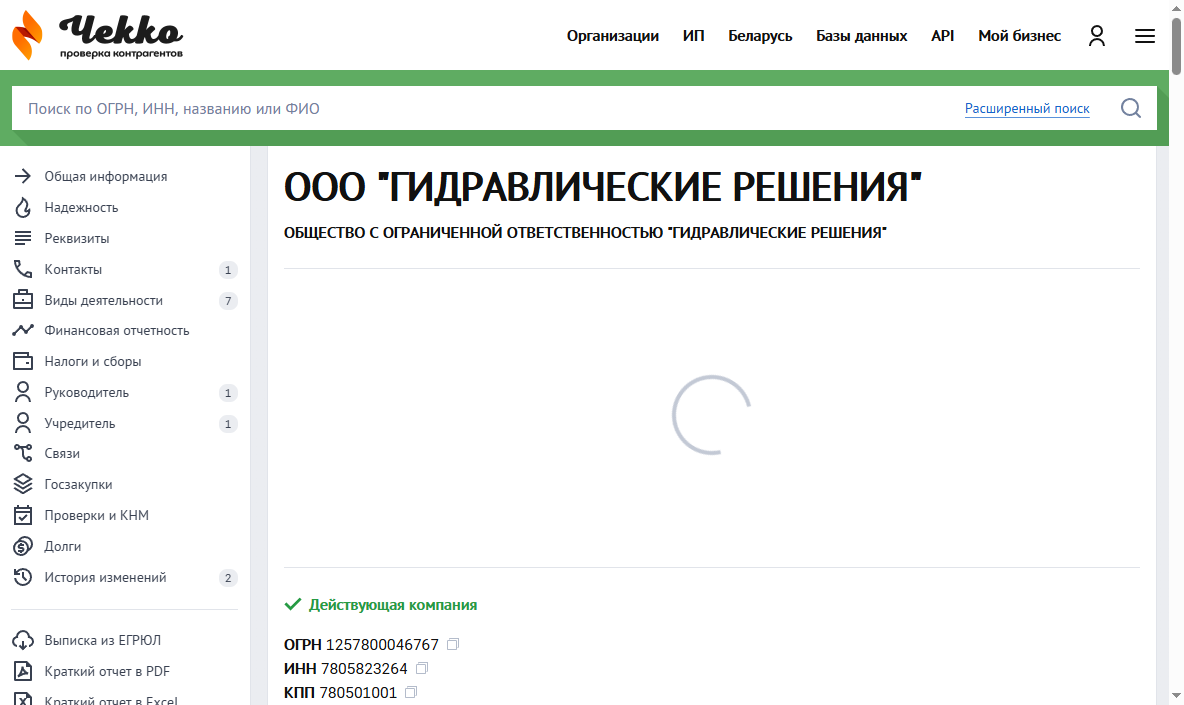 Чекко
проверка контрагентов
Организации ИП Беларусь Базы данных API Мой бизнес
Поиск по ОГРН, ИНН, названию или ФИО Расширенный поиск
Общая информация
Надежность
Реквизиты
Контакты 1
Виды деятельности 7
Финансовая отчетность
Налоги и сборы
Руководитель 1
Учредитель 1
Связи
Госзакупки
Проверки и КНМ
Долги
История изменений 2
Выписка из ЕГРЮЛ
Краткий отчет в PDF
Краткий отчет в Excel
ООО "ГИДРАВЛИЧЕСКИЕ РЕШЕНИЯ"
ОБЩЕСТВО С ОГРАНИЧЕННОЙ ОТВЕТСТВЕННОСТЬЮ "ГИДРАВЛИЧЕСКИЕ РЕШЕНИЯ"
Действующая компания
ОГРН 1257800046767
ИНН 7805823264
КПП 780501001